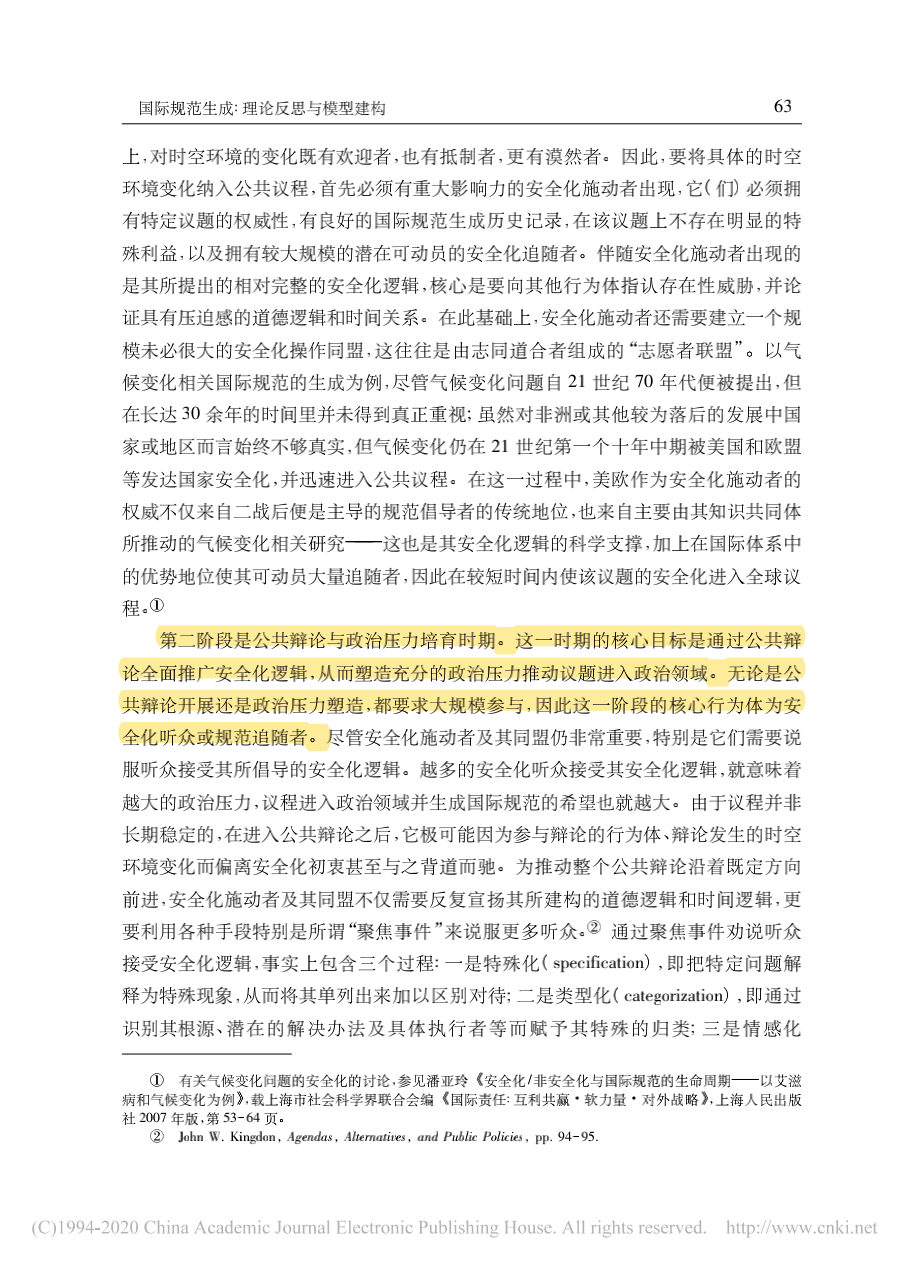 国际规范生成: 理论反思与模型建构 63
上,对时空环境的变化既有欢迎者,也有抵制者,更有漠然者。因此,要将具体的时空
环境变化纳入公共议程,首先必须有重大影响力的安全化施动者出现,它( 们) 必须拥
有特定议题的权威性,有良好的国际规范生成历史记录,在该议题上不存在明显的特
殊利益,以及拥有较大规模的潜在可动员的安全化追随者。伴随安全化施动者出现的
是其所提出的相对完整的安全化逻辑,核心是要向其他行为体指认存在性威胁,并论
证具有压迫感的道德逻辑和时间关系。在此基础上,安全化施动者还需要建立一个规
模未必很大的安全化操作同盟,这往往是由志同道合者组成的“志愿者联盟”。以气
候变化相关国际规范的生成为例,尽管气候变化问题自 21 世纪 70 年代便被提出,但
在长达 30 余年的时间里并未得到真正重视; 虽然对非洲或其他较为落后的发展中国
家或地区而言始终不够真实,但气候变化仍在 21 世纪第一个十年中期被美国和欧盟
等发达国家安全化,并迅速进入公共议程。在这一过程中,美欧作为安全化施动者的
权威不仅来自二战后便是主导的规范倡导者的传统地位,也来自主要由其知识共同体
所推动的气候变化相关研究——这也是其安全化逻辑的科学支撑,加上在国际体系中
的优势地位使其可动员大量追随者,因此在较短时间内使该议题的安全化进入全球议
程。①
第二阶段是公共辩论与政治压力培育时期。这一时期的核心目标是通过公共辩
论全面推广安全化逻辑,从而塑造充分的政治压力推动议题进入政治领域。无论是公
共辩论开展还是政治压力塑造,都要求大规模参与,因此这一阶段的核心行为体为安
全化听众或规范追随者。尽管安全化施动者及其同盟仍非常重要,特别是它们需要说
服听众接受其所倡导的安全化逻辑。越多的安全化听众接受其安全化逻辑,就意味着
越大的政治压力,议程进入政治领域并生成国际规范的希望也就越大。由于议程并非
长期稳定的,在进入公共辩论之后,它极可能因为参与辩论的行为体、辩论发生的时空
环境变化而偏离安全化初衷甚至与之背道而驰。为推动整个公共辩论沿着既定方向
前进,安全化施动者及其同盟不仅需要反复宣扬其所建构的道德逻辑和时间逻辑,更
要利用各种手段特别是所谓“聚焦事件”来说服更多听众。② 通过聚焦事件劝说听众
接受安全化逻辑,事实上包含三个过程: 一是特殊化( specification) ,即把特定问题解
释为特殊现象,从而将其单列出来加以区别对待; 二是类型化( categorization) ,即通过
识别其根源、潜在的解决办法及具体执行者等而赋予其特殊的归类; 三是情感化
① 有关气候变化问题的安全化的讨论,参见潘亚玲《安全化/非安全化与国际规范的生命周期——以艾滋
病和气候变化为例》,载上海市社会科学界联合会编《国际责任: 互利共赢·软力量·对外战略》,上海人民出版
社 2007 年版,第 53-64 页。
② John W. Kingdon, Agendas, Alternatives, and Public Policies, pp. 94-95.
(C)1994-2020 China Academic Journal Electronic Publishing House. All rights reserved. http://www.cnki.net